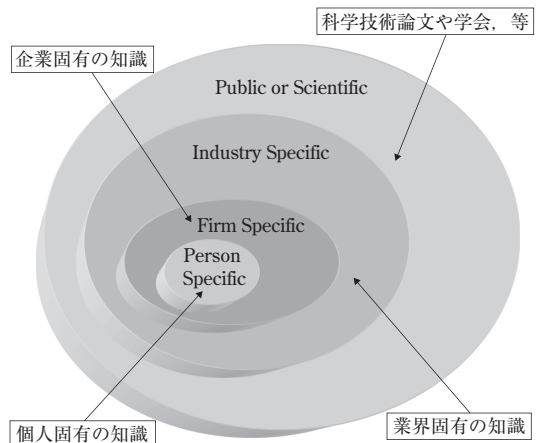 科学技術論文や学会，等
企業固有の知識
Public or Scientific
Industry Specific
Firm Specific
Person
Specific
個人固有の知識
業界固有の知識